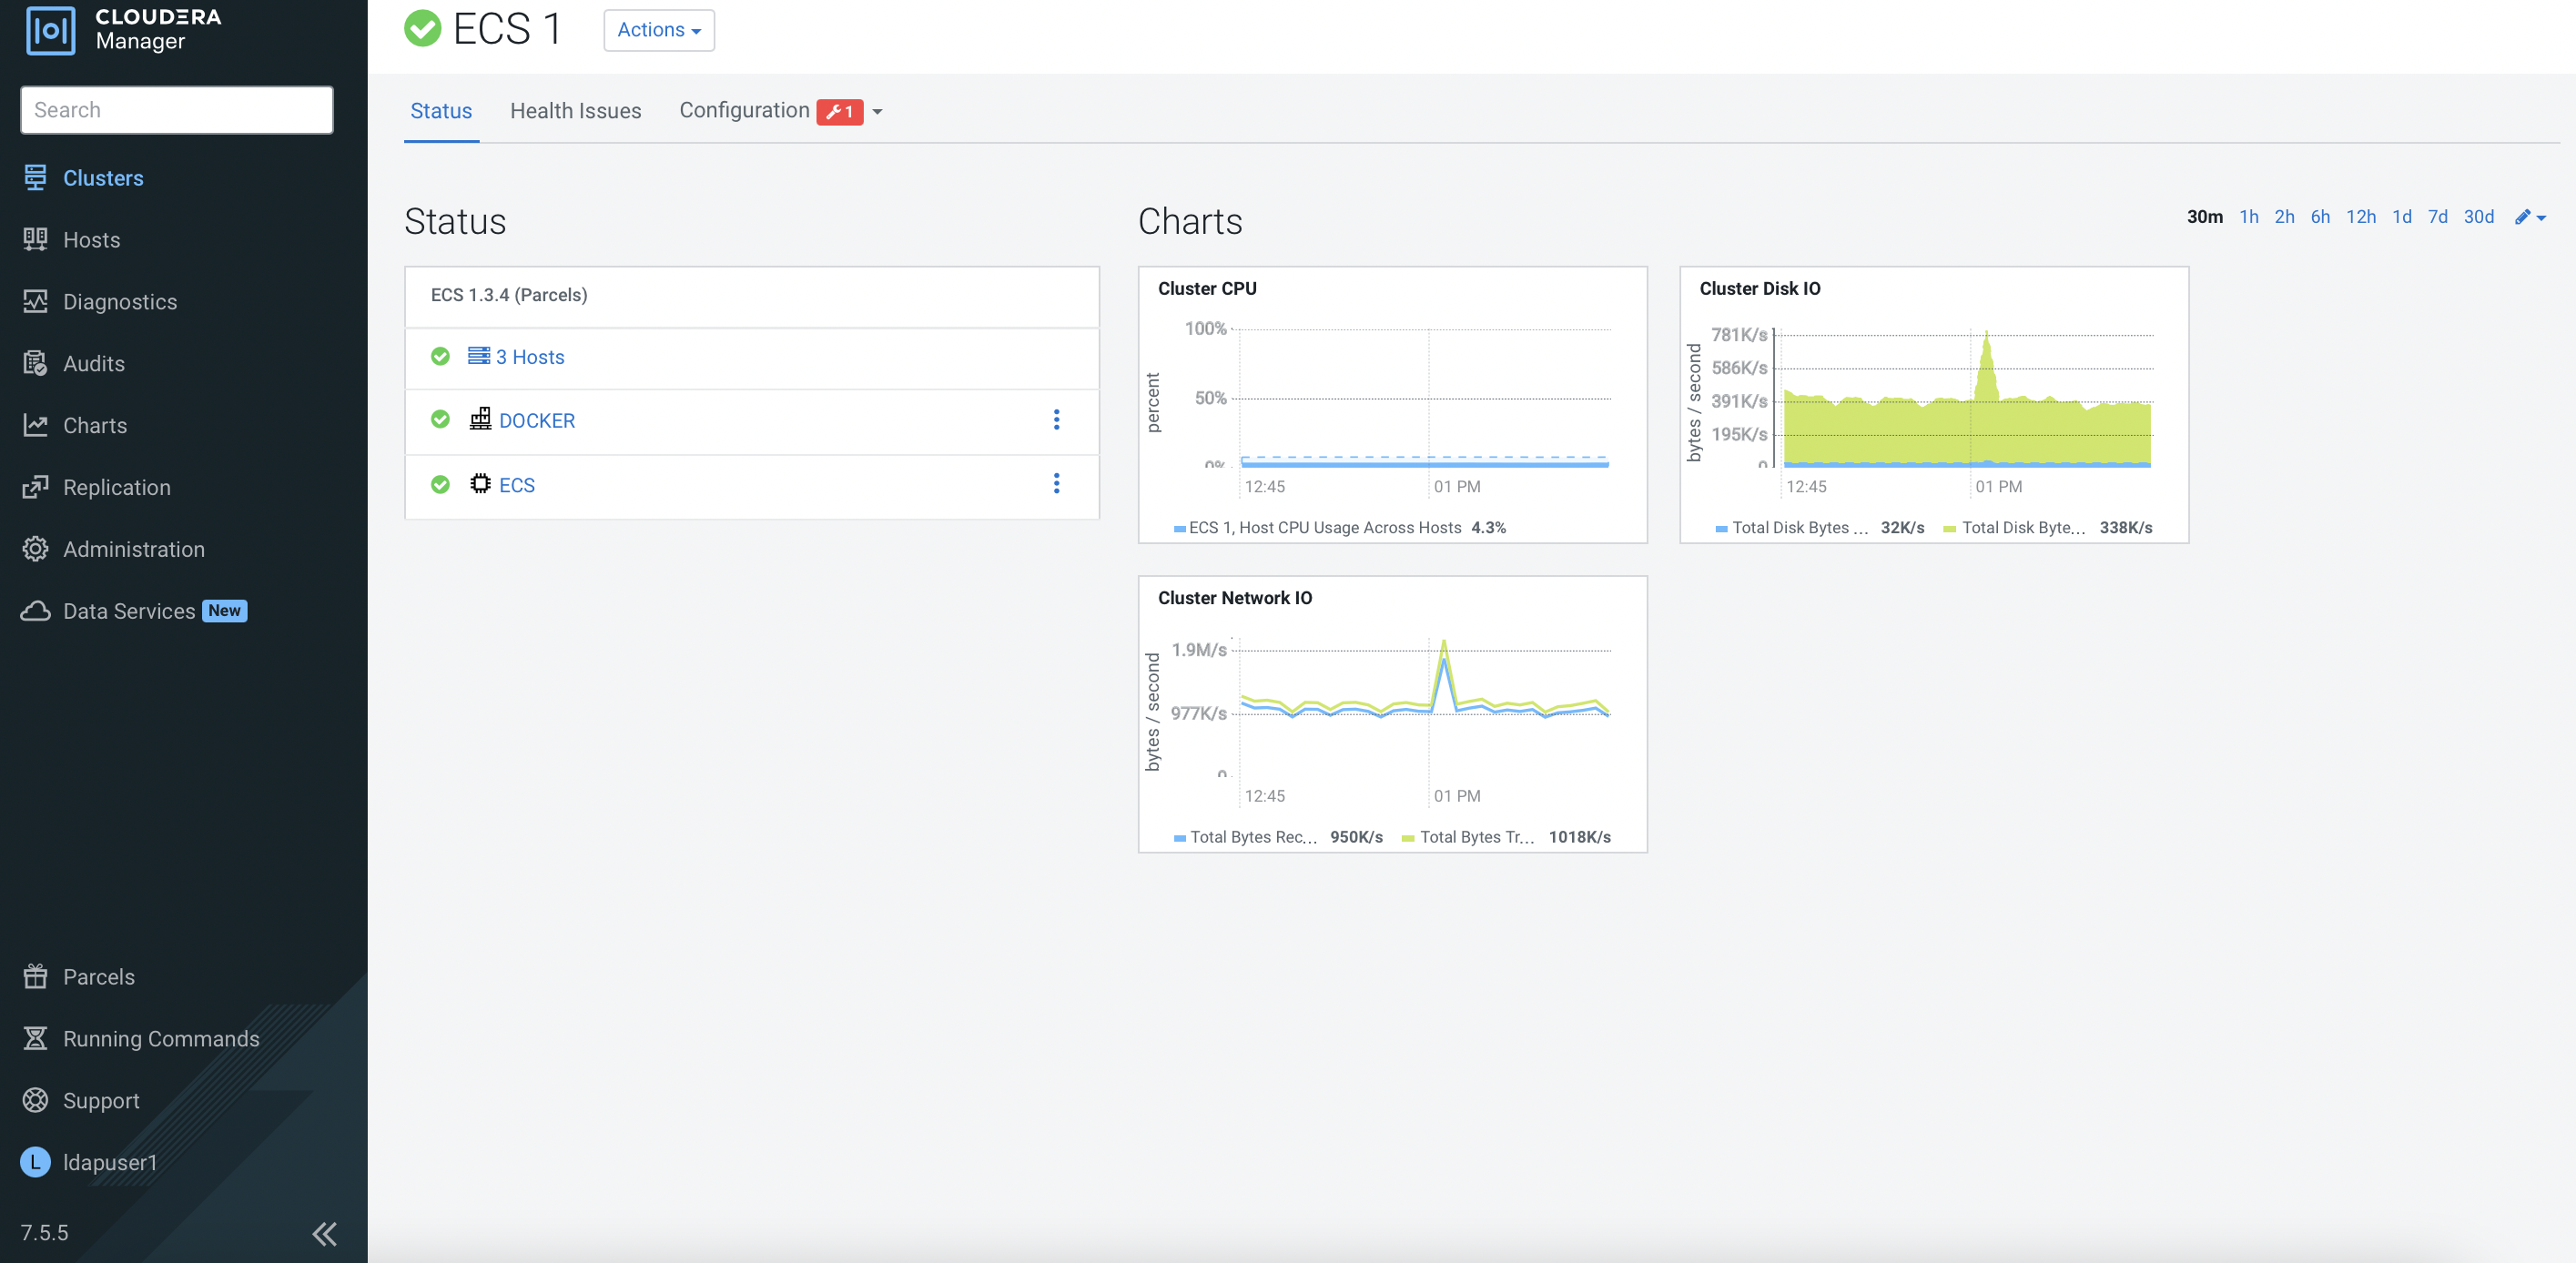 CLOUDERA
Manager
Search
Clusters
Hosts
Diagnostics
Audits
Charts
Replication
Administration
Data Services New
Parcels
Running Commands
Support
L ldapuser1
7.5.5
ECS 1 Actions
Status Health Issues Configuration 1
Status
ECS 1.3.4 (Parcels)
3 Hosts
DOCKER
ECS
Charts
30m 1h 2h 6h 12h 1d 7d 30d
Cluster CPU
percent
100%
50%
0%
12:45 01 PM
ECS 1, Host CPU Usage Across Hosts 4.3%
Cluster Disk IO
bytes / second
781K/s
586K/s
391K/s
195K/s
0
12:45 01 PM
Total Disk Bytes ... 32K/s Total Disk Byte... 338K/s
Cluster Network IO
bytes / second
1.9M/s
977K/s
0
12:45 01 PM
Total Bytes Rec... 950K/s Total Bytes Tr... 1018K/s